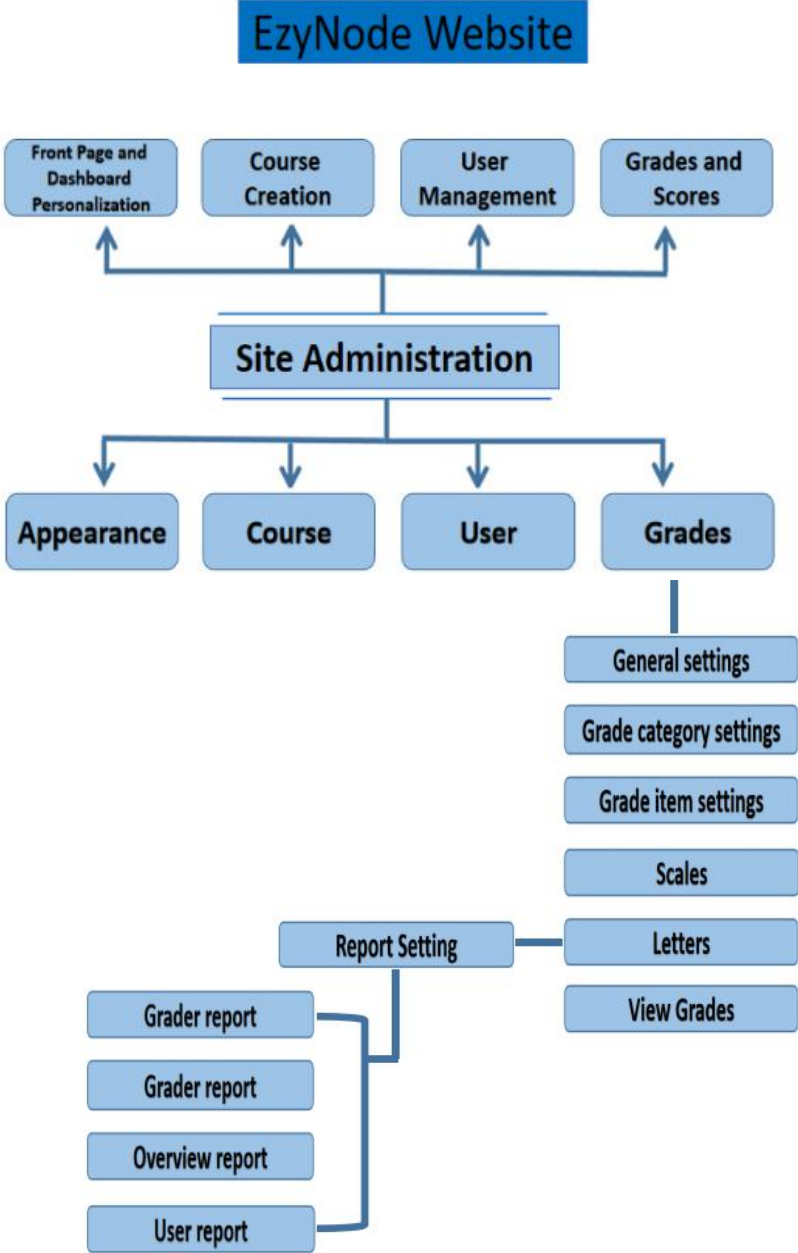 EzyNode Website
Front Page and
Dashboard
Personalization
Course
Creation
User
Management
Grades and
Scores
Site Administration
Appearance
Course
User
Grades
General settings
Grade category settings
Grade item settings
Scales
Report Setting
Letters
View Grades
Grader report
Grader report
Overview report
User report